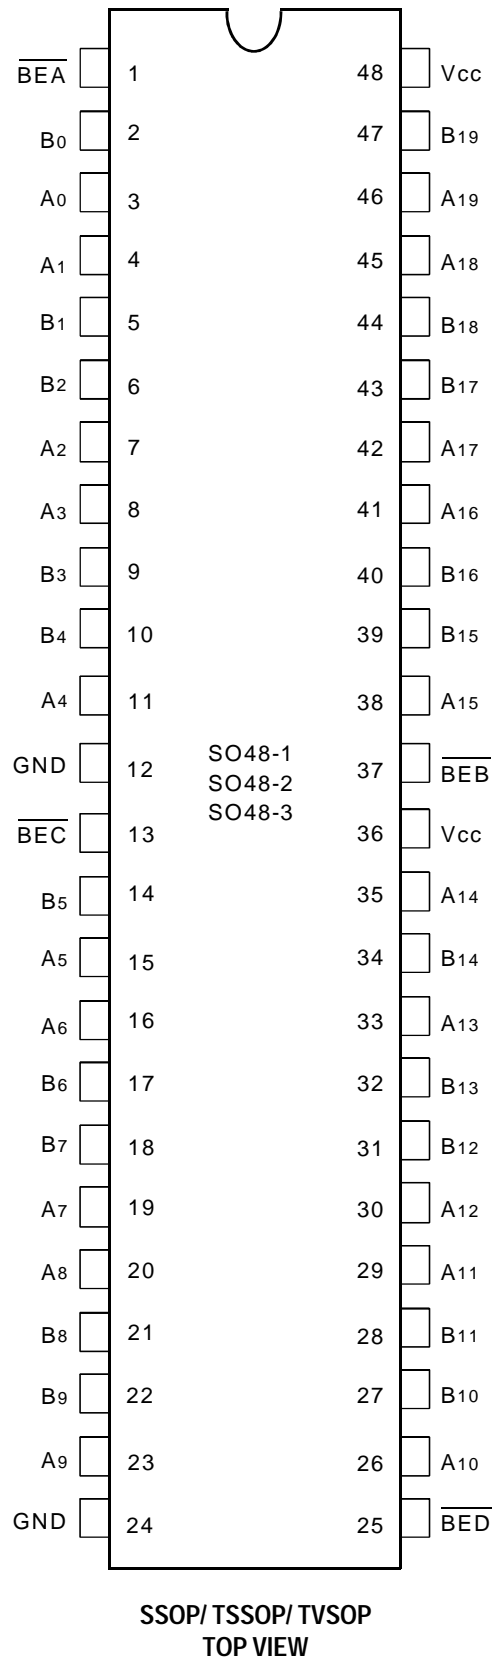 BEA 1 48 Vcc
B0 2 47 B19
A0 3 46 A19
A1 4 45 A18
B1 5 44 B18
B2 6 43 B17
A2 7 42 A17
A3 8 41 A16
B3 9 40 B16
B4 10 39 B15
A4 11 38 A15
GND 12 SO48-1 37 BEB
SO48-2
BEC 13 SO48-3 36 Vcc
B5 14 35 A14
A5 15 34 B14
A6 16 33 A13
B6 17 32 B13
B7 18 31 B12
A7 19 30 A12
A8 20 29 A11
B8 21 28 B11
B9 22 27 B10
A9 23 26 A10
GND 24 25 BED
SSOP/ TSSOP/ TVSOP
TOP VIEW